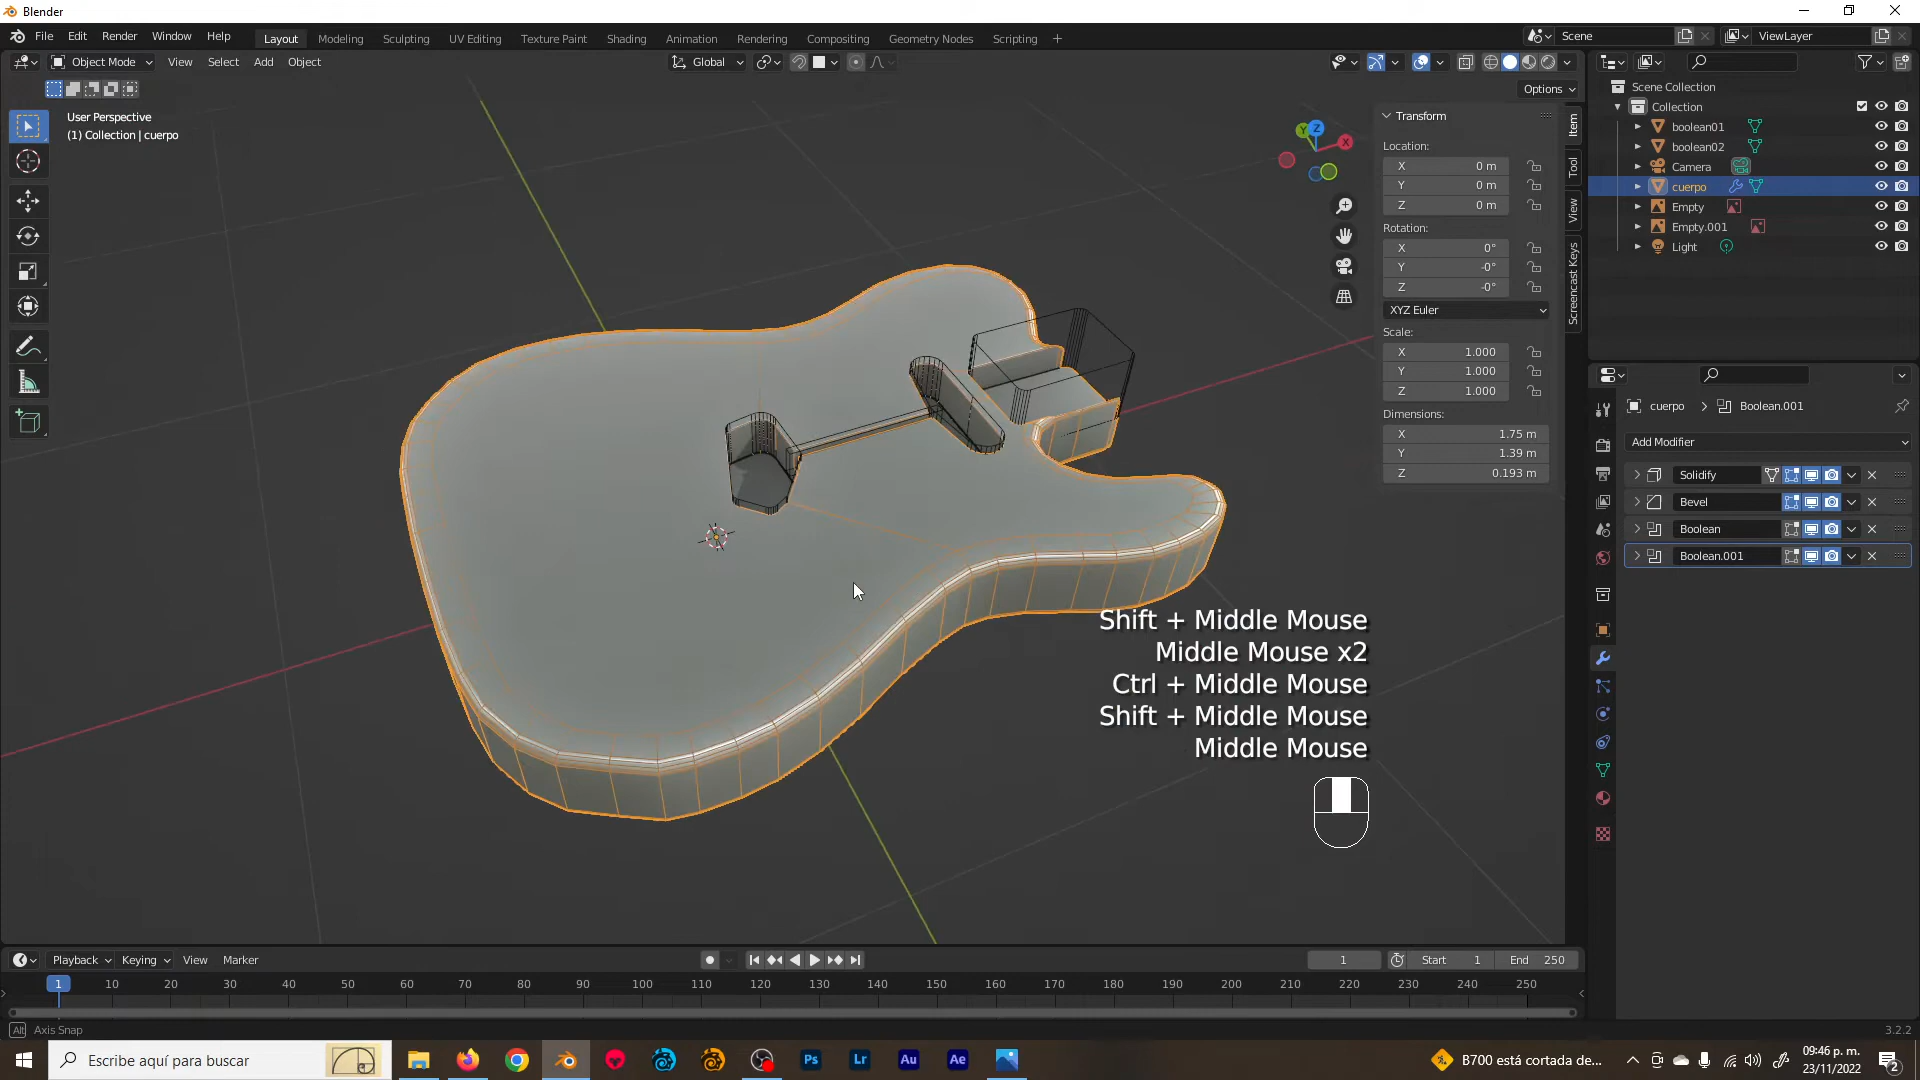 Blender
File Edit Render Window Help Layout Modeling Sculpting UV Editing Texture Paint Shading Animation Rendering Compositing Geometry Nodes Scripting + Scene ViewLayer
Object Mode View Select Add Object Global
Options
User Perspective
(1) Collection | cuerpo
Y Z X
Transform
Location:
X 0 m
Y 0 m
Z 0 m
Rotation:
X 0°
Y -0°
Z -0°
XYZ Euler
Scale:
X 1.000
Y 1.000
Z 1.000
Dimensions:
X 1.75 m
Y 1.39 m
Z 0.193 m
Item
Tool
View
Screencast Keys
Scene Collection
Collection
boolean01
boolean02
Camera
cuerpo
Empty
Empty.001
Light
cuerpo > Boolean.001
Add Modifier
Solidify
Bevel
Boolean
Boolean.001
Shift + Middle Mouse
Middle Mouse x2
Ctrl + Middle Mouse
Shift + Middle Mouse
Middle Mouse
Playback Keying View Marker 1 Start 1 End 250
1 10 20 30 40 50 60 70 80 90 100 110 120 130 140 150 160 170 180 190 200 210 220 230 240 250
Alt Axis Snap 3.2.2
Escribe aquí para buscar Ps Lr Au Ae B700 está cortada de... 09:46 p. m.
23/11/2022 2